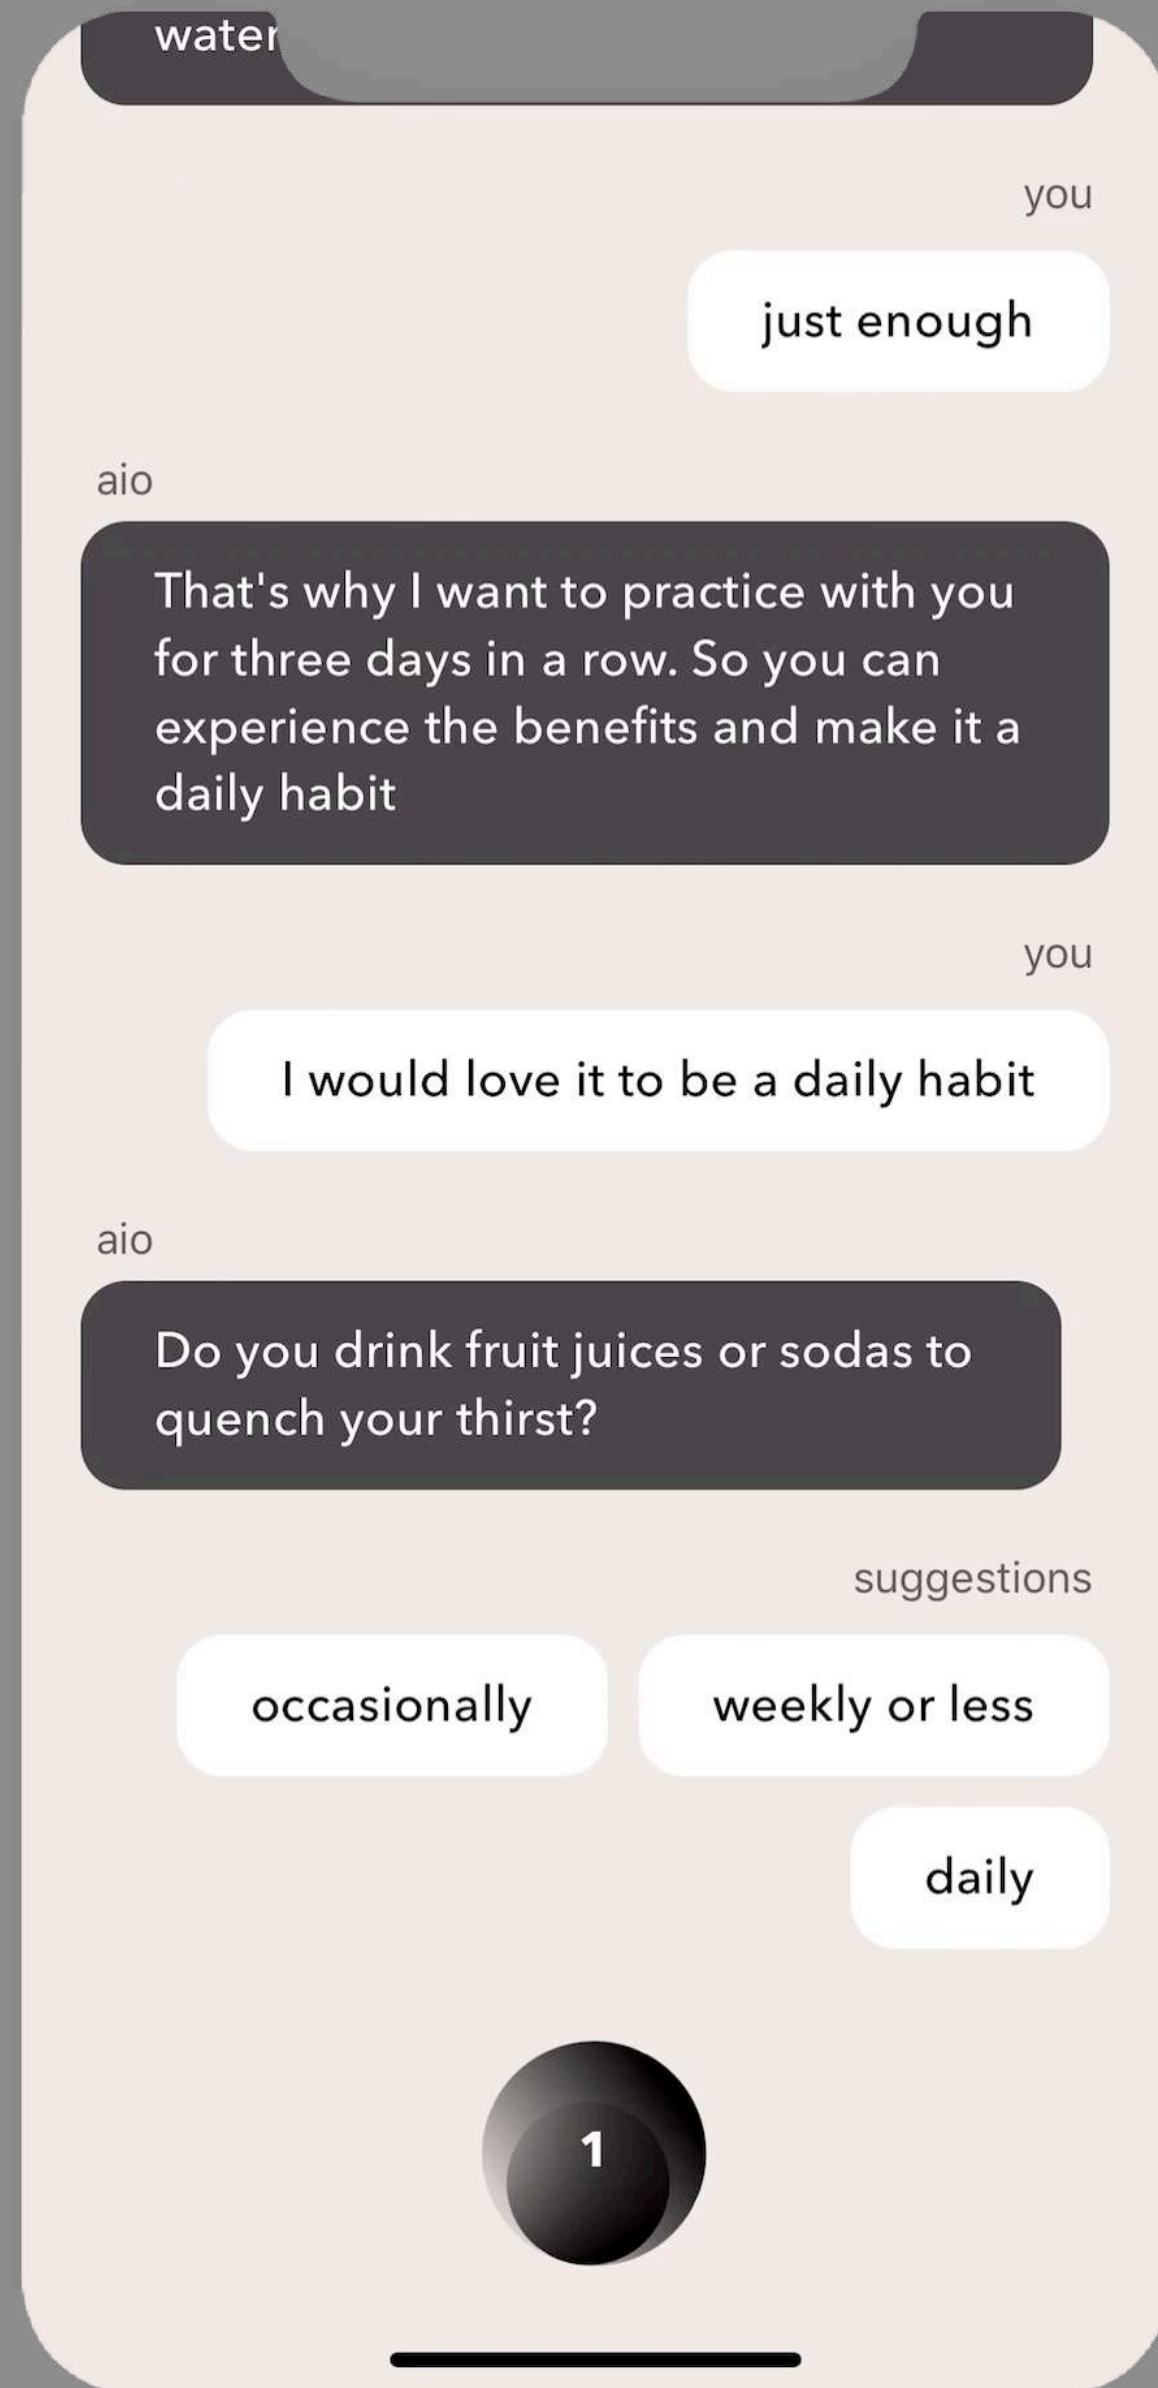 water
you
just enough
aio
That's why I want to practice with you
for three days in a row. So you can
experience the benefits and make it a
daily habit
you
I would love it to be a daily habit
aio
Do you drink fruit juices or sodas to
quench your thirst?
suggestions
occasionally weekly or less
daily
1